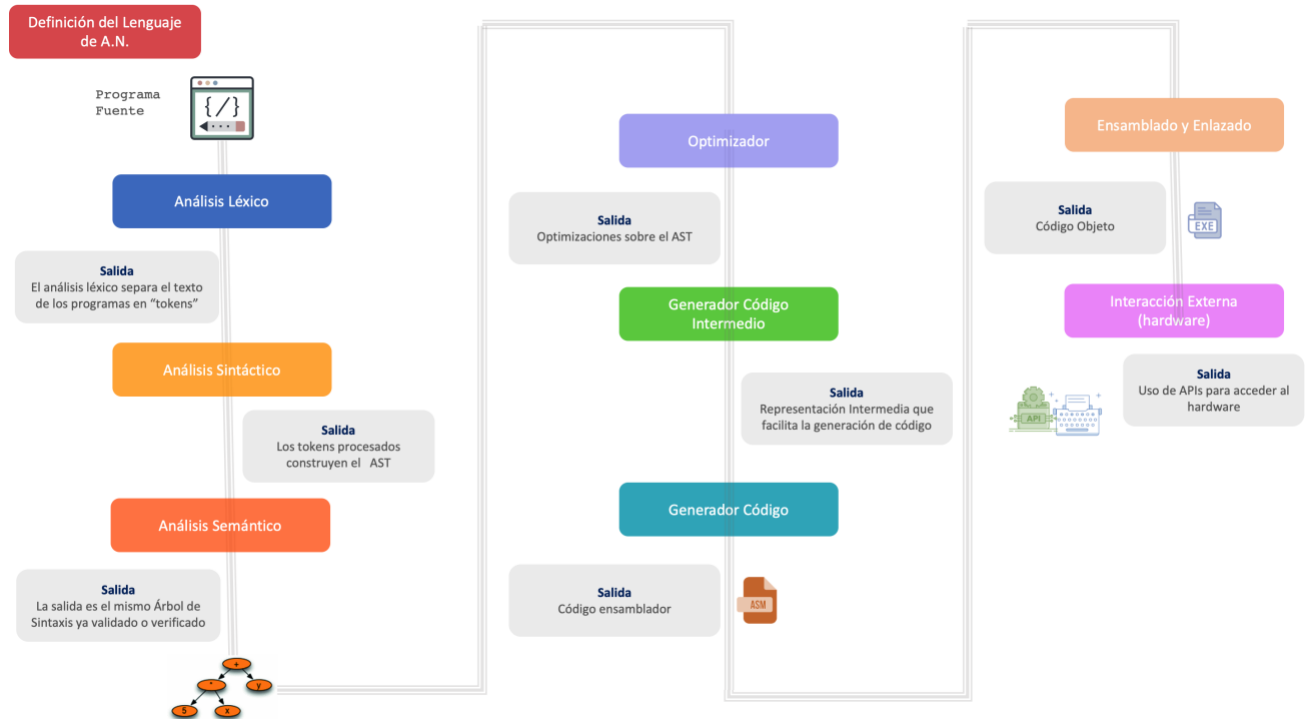 Definición del Lenguaje
de A.N.
Programa
Fuente
{/}
Análisis Léxico
Salida
El análisis léxico separa el texto
de los programas en “tokens”
Análisis Sintáctico
Salida
Los tokens procesados
construyen el AST
Análisis Semántico
Salida
La salida es el mismo Árbol de
Sintaxis ya validado o verificado
+
* y
5 x
Optimizador
Salida
Optimizaciones sobre el AST
Generador Código
Intermedio
Salida
Representación Intermedia que
facilita la generación de código
Generador Código
Salida
Código ensamblador
ASM
Ensamblado y Enlazado
Salida
Código Objeto
EXE
Interacción Externa
(hardware)
Salida
Uso de APIs para acceder al
hardware
API